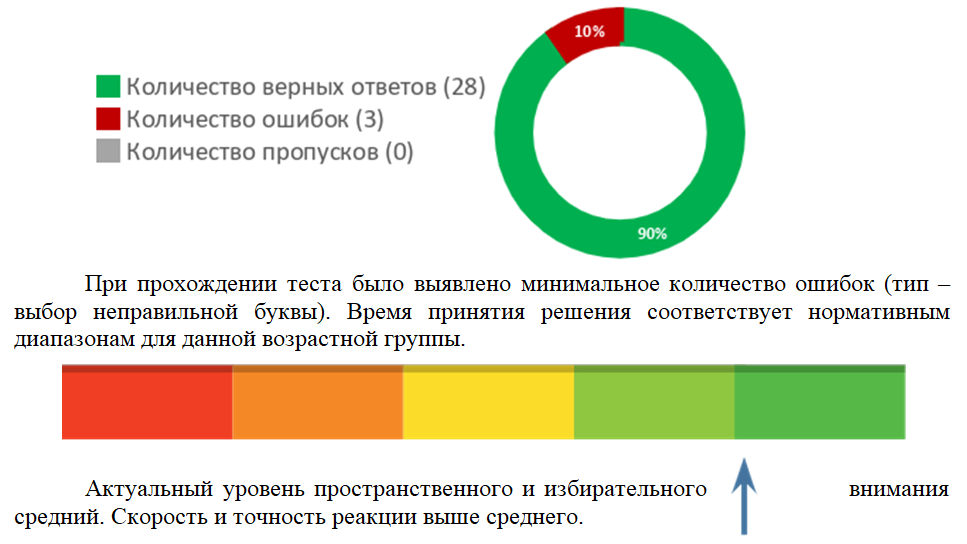 10%
Количество верных ответов (28)
Количество ошибок (3)
Количество пропусков (0)
90%
При прохождении теста было выявлено минимальное количество ошибок (тип –
выбор неправильной буквы). Время принятия решения соответствует нормативным
диапазонам для данной возрастной группы.
Актуальный уровень пространственного и избирательного внимания
средний. Скорость и точность реакции выше среднего.